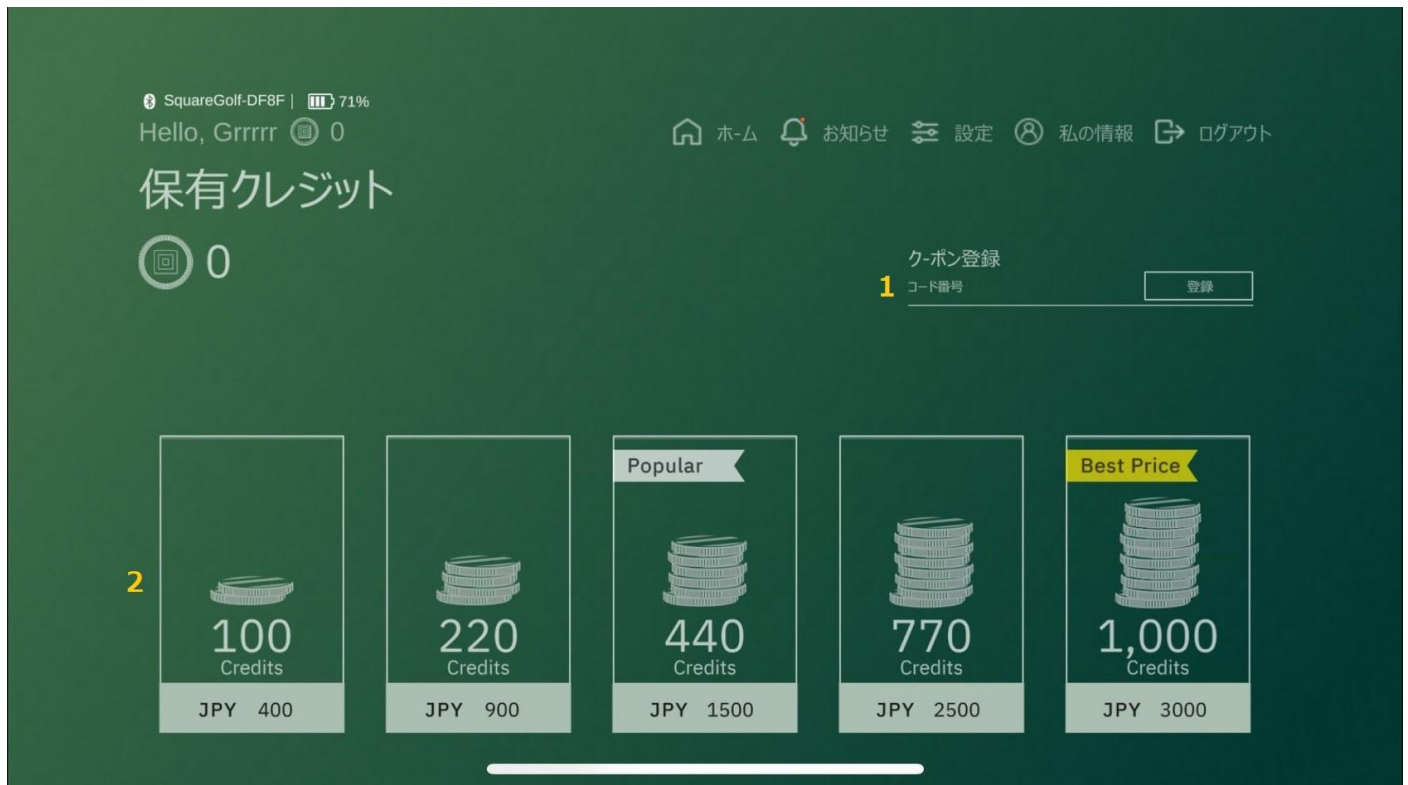 SquareGolf-DF8F | 71%
Hello, Grrrrr 0
ホ-ム お知らせ 設定 私の情報 ログアウト
保有クレジット
0
ク-ポン登録
1 コ-ド番号 登録
Popular
Best Price
2
100 220 440 770 1,000
Credits Credits Credits Credits Credits
JPY 400 JPY 900 JPY 1500 JPY 2500 JPY 3000